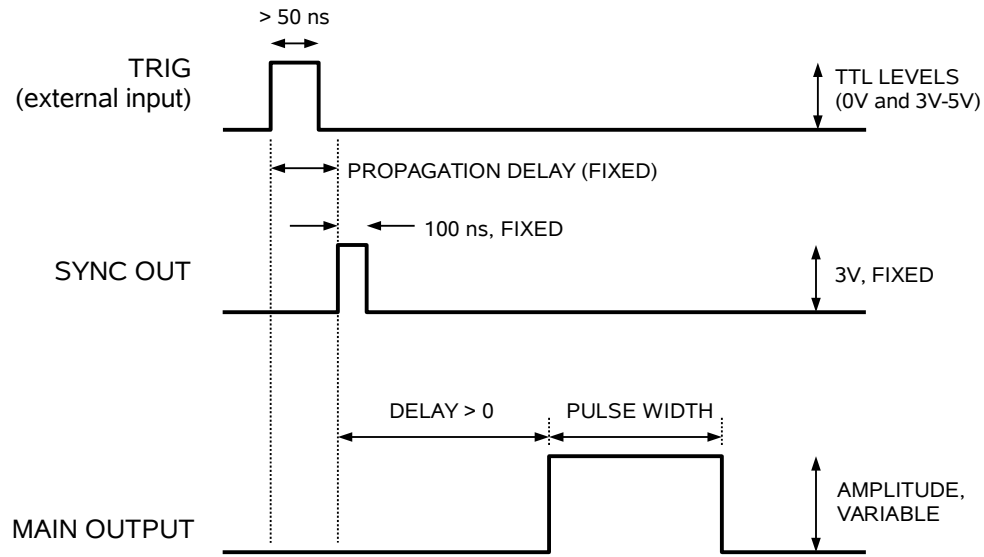 > 50 ns
TRIG
(external input)
TTL LEVELS
(0V and 3V-5V)
PROPAGATION DELAY (FIXED)
100 ns, FIXED
SYNC OUT
3V, FIXED
DELAY > 0
PULSE WIDTH
AMPLITUDE,
VARIABLE
MAIN OUTPUT